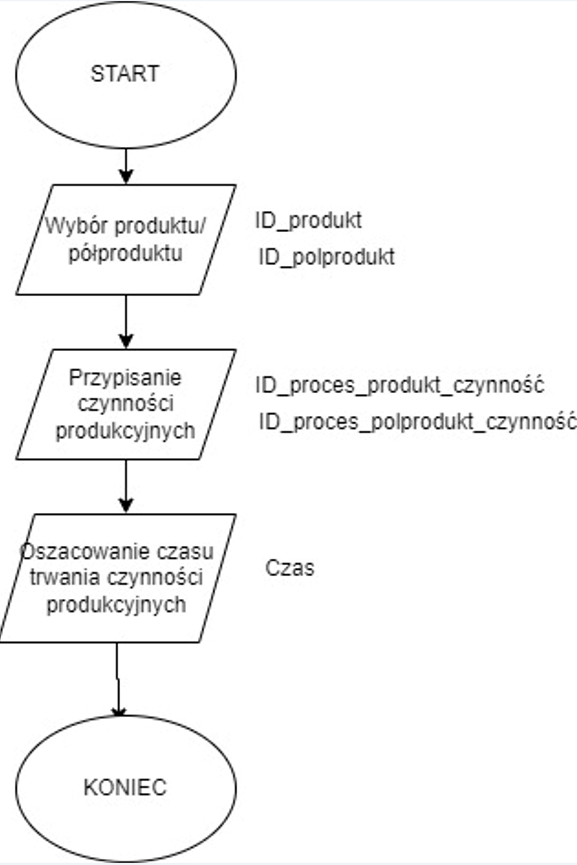 START
Wybór produktu/
półproduktu
ID_produkt
ID_polprodukt
Przypisanie
czynności
produkcyjnych
ID_proces_produkt_czynność
ID_proces_polprodukt_czynność
Oszacowanie czasu
trwania czynności
produkcyjnych
Czas
KONIEC